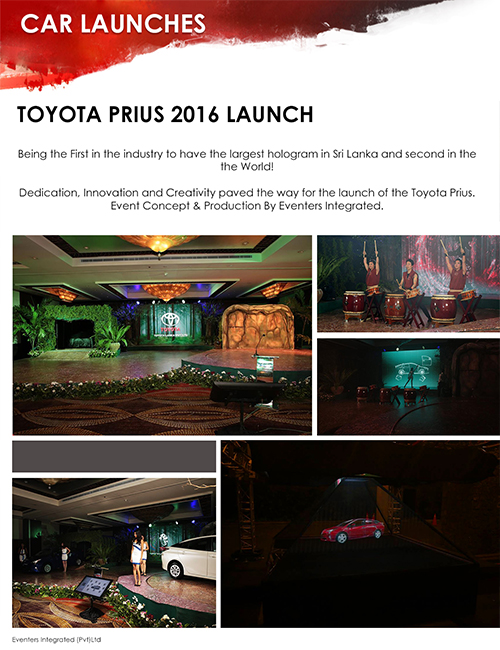 CAR LAUNCHES
TOYOTA PRIUS 2016 LAUNCH
Being the First in the industry to have the largest hologram in Sri Lanka and second in the
the World!
Dedication, Innovation and Creativity paved the way for the launch of the Toyota Prius.
Event Concept & Production By Eventers Integrated.
Eventers Integrated (Pvt)Ltd